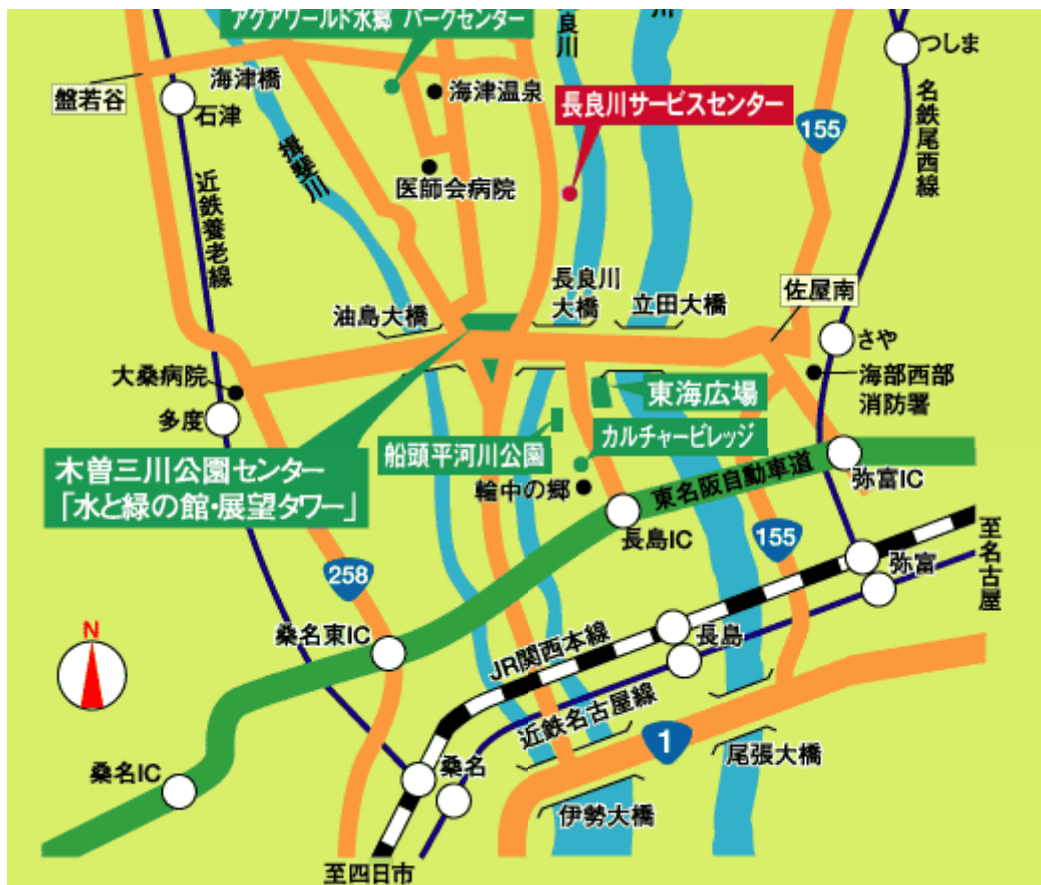 アクアワールド水郷 パークセンター
良川
川
つしま
盤若谷
海津橋
石津
海津温泉
長良川サービスセンター
155
名鉄尾西線
揖斐川
医師会病院
近鉄養老線
油島大橋
長良川
大橋
立田大橋
佐屋南
さや
大桑病院
多度
東海広場
海部西部
消防署
船頭平河川公園
カルチャービレッジ
木曽三川公園センター
「水と緑の館・展望タワー」
輪中の郷
東名阪自動車道
弥富IC
長島IC
155
258
弥富
至名古屋
N
桑名東IC
長島
JR関西本線
近鉄名古屋線
1
桑名IC
桑名
尾張大橋
伊勢大橋
至四日市